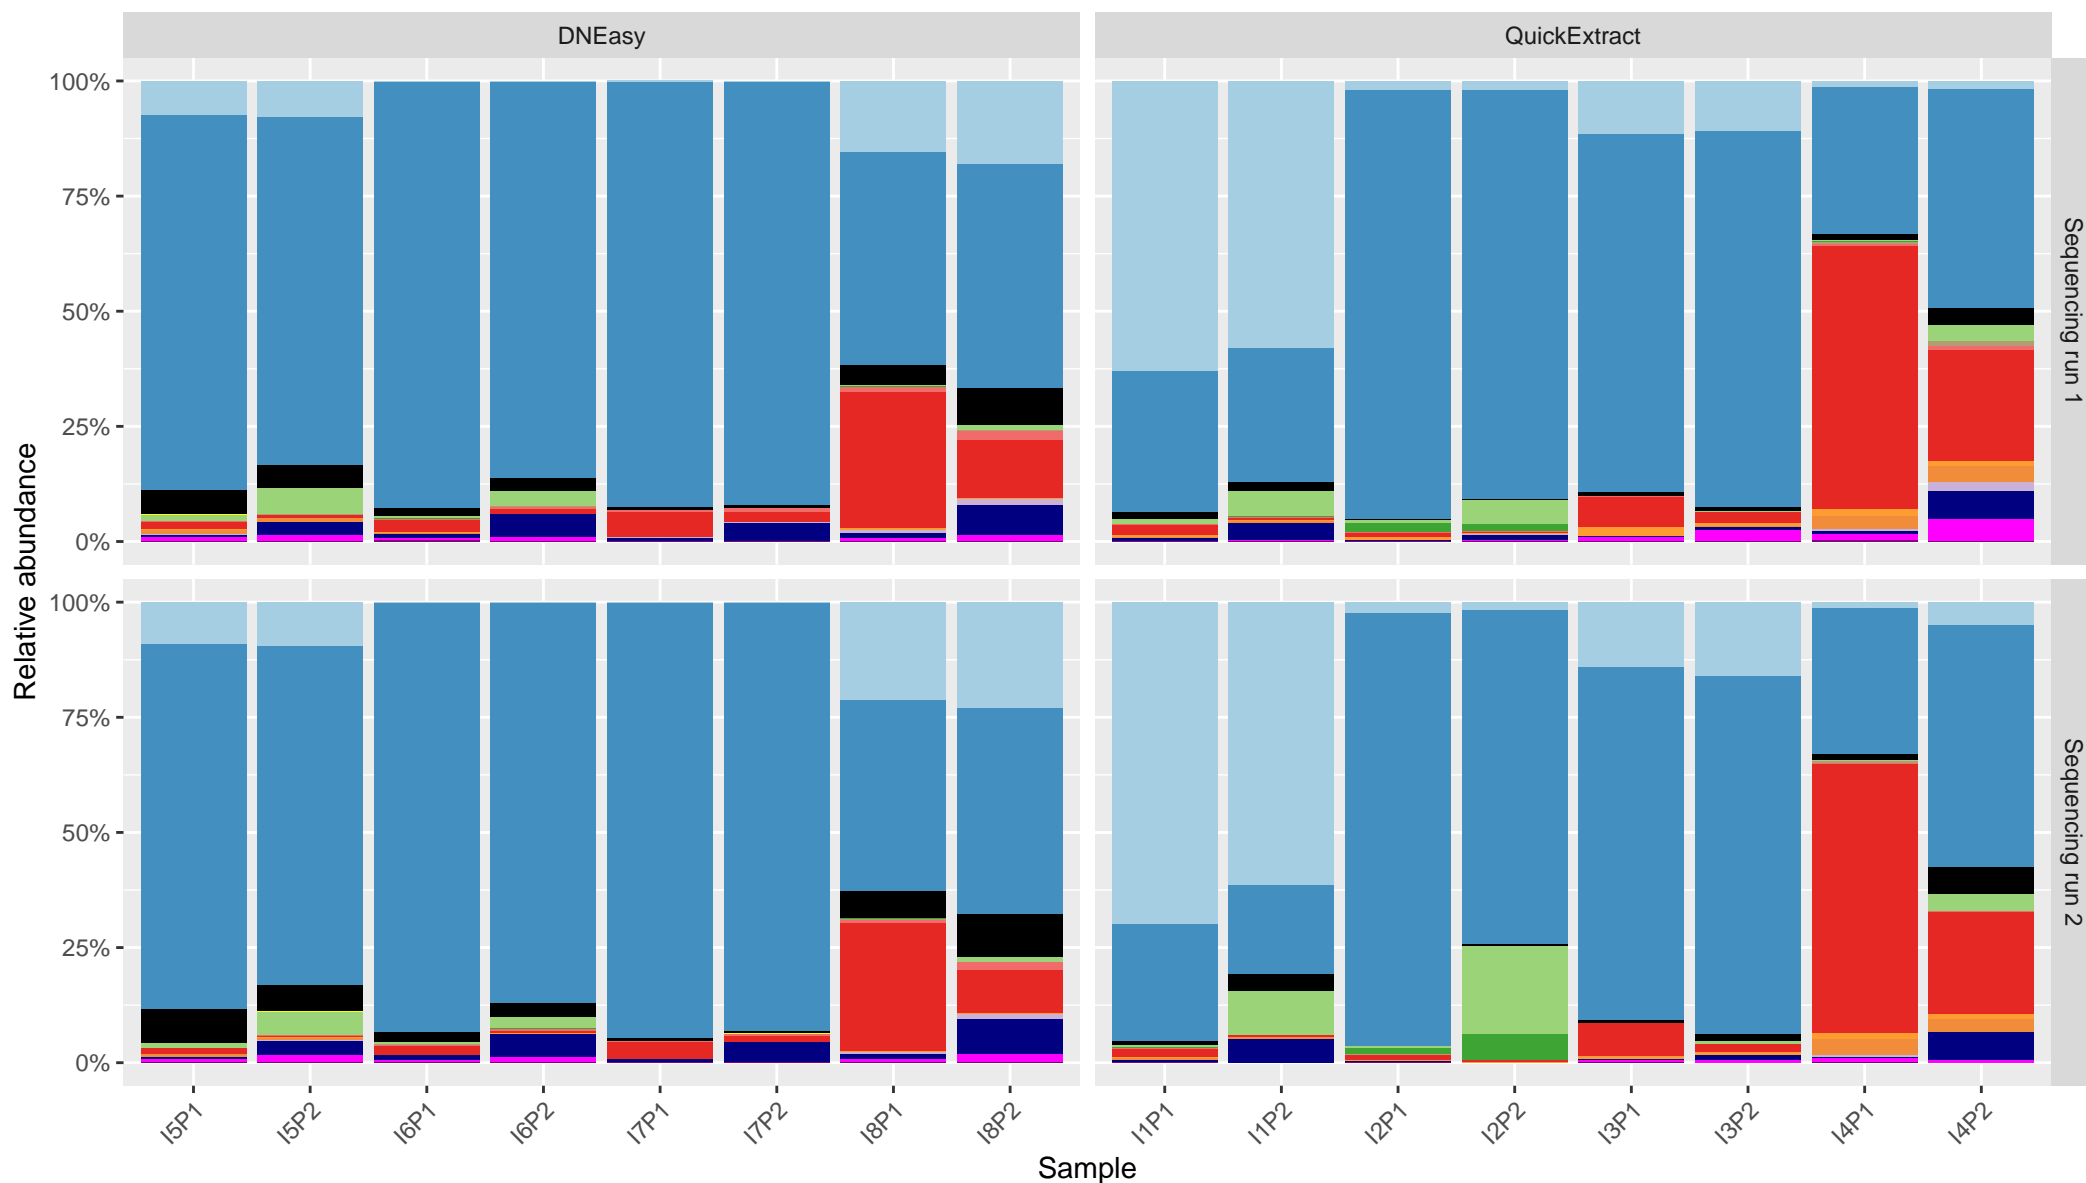 DNEasy
QuickExtract
100%
75%
50%
25%
0%
Sequencing run 1
100%
75%
50%
25%
0%
Sequencing run 2
Relative abundance
I5P1
I5P2
I6P1
I6P2
I7P1
I7P2
I8P1
I8P2
I1P1
I1P2
I2P1
I2P2
I3P1
I3P2
I4P1
I4P2
Sample